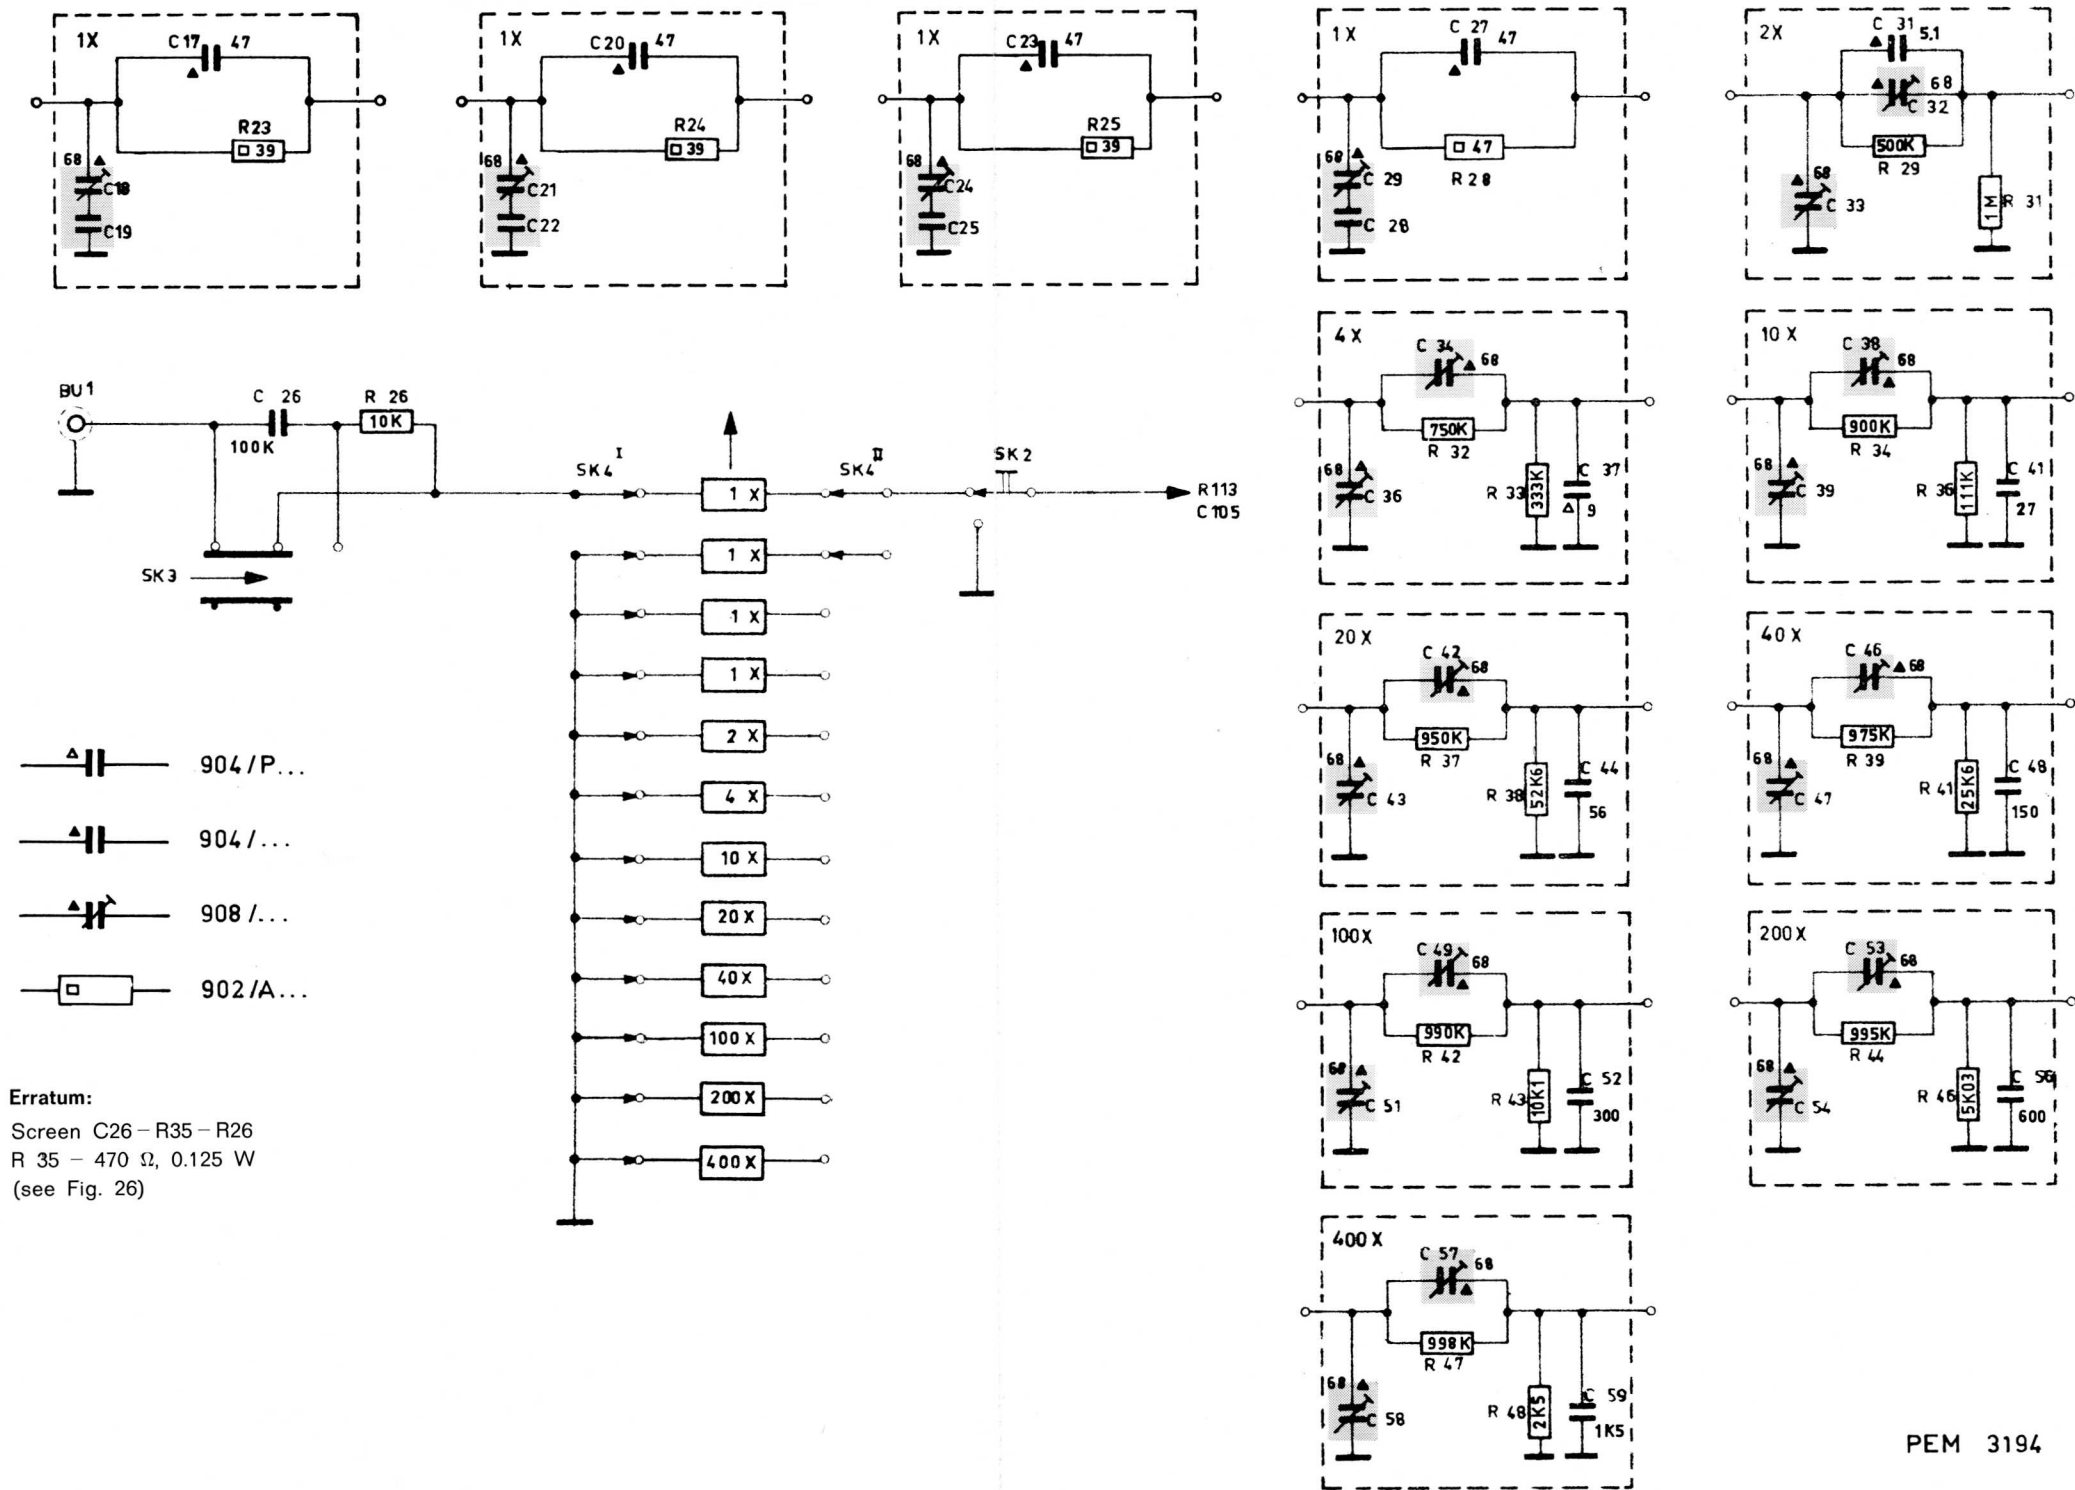 1X
C17 47
R23
39
68
C18
C19
1X
C20 47
R24
39
68
C21
C22
1X
C23 47
R25
39
68
C24
C25
1X
C 27 47
47
R 28
68
C 29
C 28
2X
C 31
5.1
68
C 32
500K
R 29
68
C 33
1M
R 31
BU1
C 26
100K
R 26
10K
SK3
SK4 I
SK4 II
SK2
R113
C105
1 X
1 X
1 X
1 X
2 X
4 X
10 X
20 X
40 X
100 X
200 X
400 X
904/P...
904/...
908/...
902/A...
Erratum:
Screen C26 – R35 – R26
R 35 – 470 Ω, 0.125 W
(see Fig. 26)
4 X
C 34
68
750K
R 32
68
C 36
R 33
333K
C 37
9
10 X
C 38
68
900K
R 34
68
C 39
R 36
111K
C 41
27
20 X
C 42
68
950K
R 37
68
C 43
R 38
52K6
C 44
56
40 X
C 46
68
975K
R 39
68
C 47
R 41
25K6
C 48
150
100X
C 49
68
990K
R 42
68
C 51
R 43
10K1
C 52
300
200X
C 53
68
995K
R 44
68
C 54
R 46
5K03
C 56
600
400 X
C 57
68
998K
R 47
68
C 58
R 48
2K5
C 59
1K5
PEM 3194